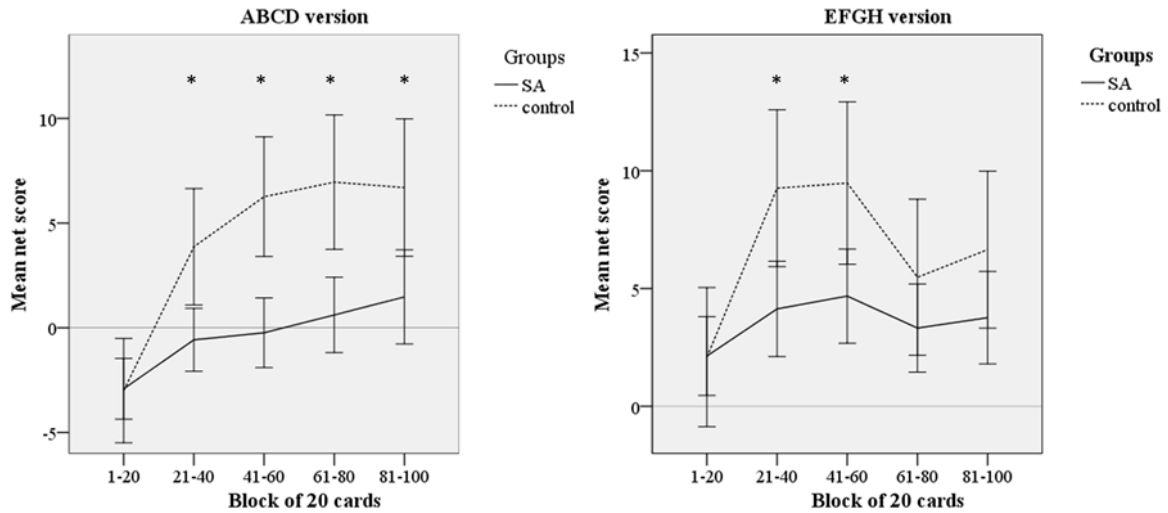 ABCD version
Groups
SA
control
* * * *
10
5
0
-5
Mean net score
1-20 21-40 41-60 61-80 81-100
Block of 20 cards
EFGH version
Groups
SA
control
* *
15
10
5
0
Mean net score
1-20 21-40 41-60 61-80 81-100
Block of 20 cards